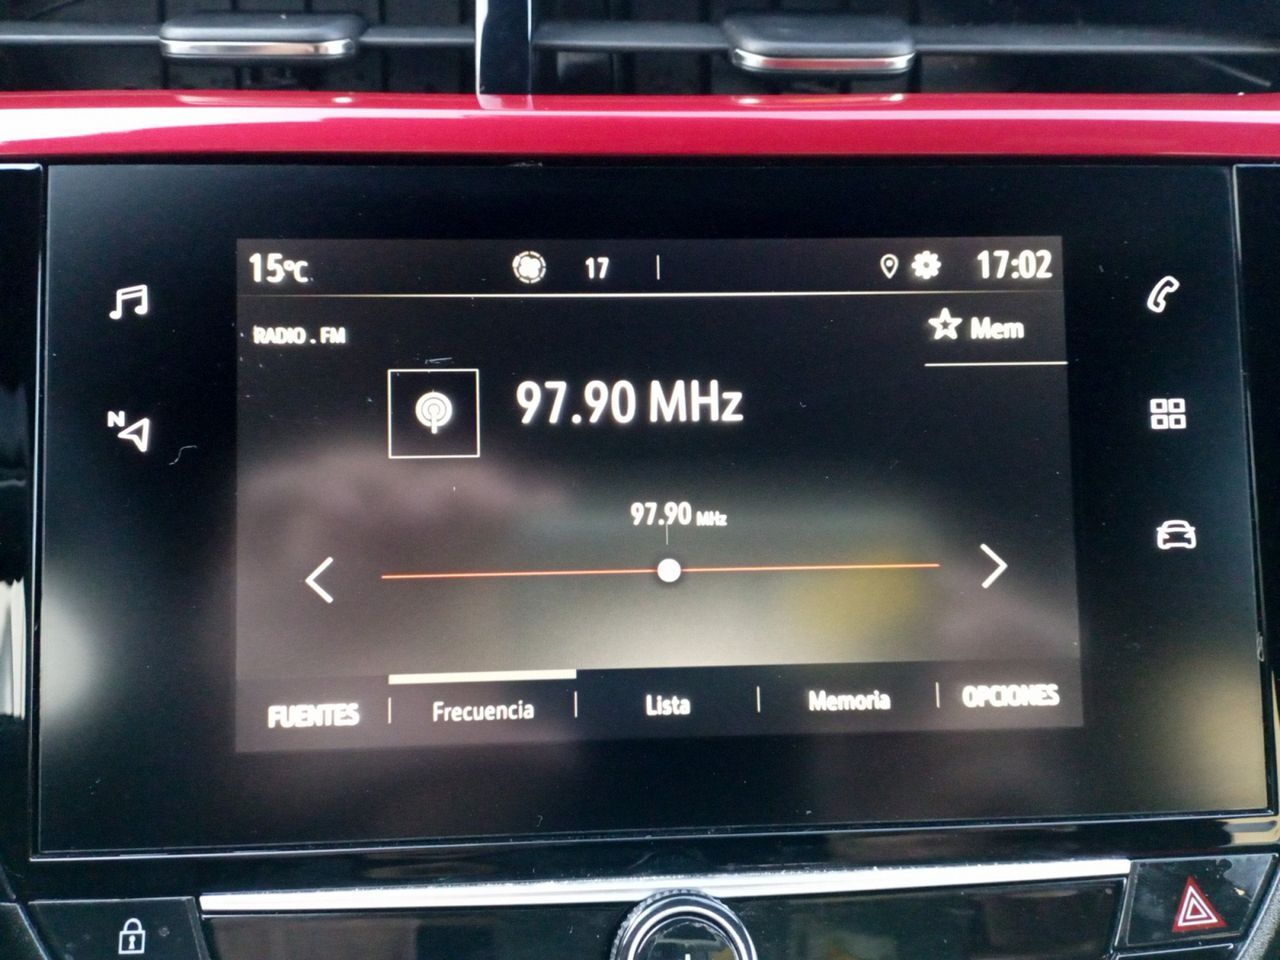 15°C 17 17:02
RADIO . FM
Mem
97.90 MHz
97.90 MHz
N
FUENTES Frecuencia Lista Memoria OPCIONES